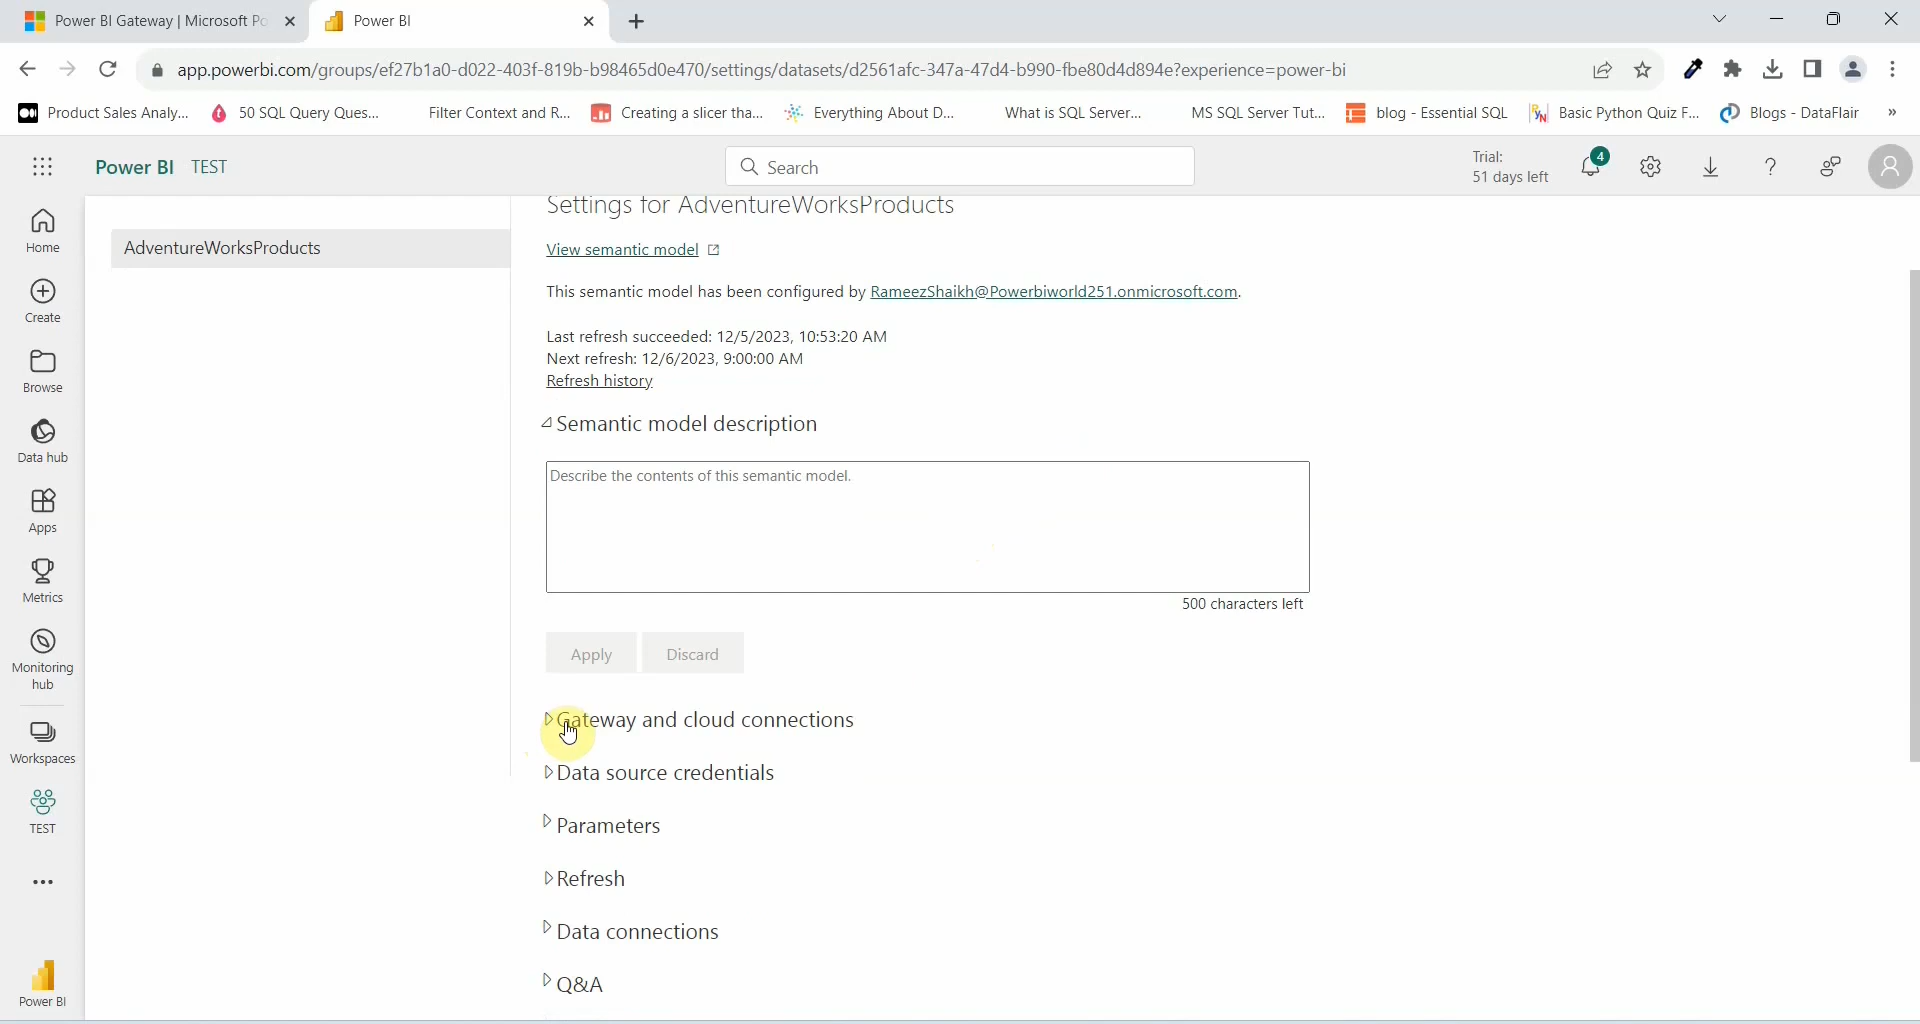 Power BI Gateway | Microsoft Po
Power BI
app.powerbi.com/groups/ef27b1a0-d022-403f-819b-b98465d0e470/settings/datasets/d2561afc-347a-47d4-b990-fbe80d4d894e?experience=power-bi
Product Sales Analy...
50 SQL Query Ques...
Filter Context and R...
Creating a slicer tha...
Everything About D...
What is SQL Server...
MS SQL Server Tut...
blog - Essential SQL
Basic Python Quiz F...
Blogs - DataFlair
»
Power BI TEST
Search
Trial:
51 days left
4
?
Home
Create
Browse
Data hub
Apps
Metrics
Monitoring
hub
Workspaces
TEST
Power BI
AdventureWorksProducts
Settings for AdventureWorksProducts
View semantic model
This semantic model has been configured by RameezShaikh@Powerbiworld251.onmicrosoft.com.
Last refresh succeeded: 12/5/2023, 10:53:20 AM
Next refresh: 12/6/2023, 9:00:00 AM
Refresh history
Semantic model description
Describe the contents of this semantic model.
500 characters left
Apply
Discard
Gateway and cloud connections
Data source credentials
Parameters
Refresh
Data connections
Q&A